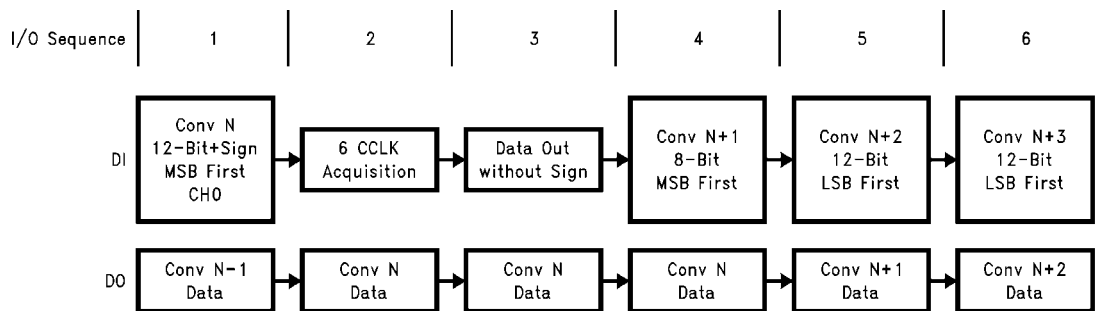 I/O Sequence 1 2 3 4 5 6
DI
Conv N
12-Bit+Sign
MSB First
CH0
6 CCLK
Acquisition
Data Out
without Sign
Conv N+1
8-Bit
MSB First
Conv N+2
12-Bit
LSB First
Conv N+3
12-Bit
LSB First
DO
Conv N-1
Data
Conv N
Data
Conv N
Data
Conv N
Data
Conv N+1
Data
Conv N+2
Data